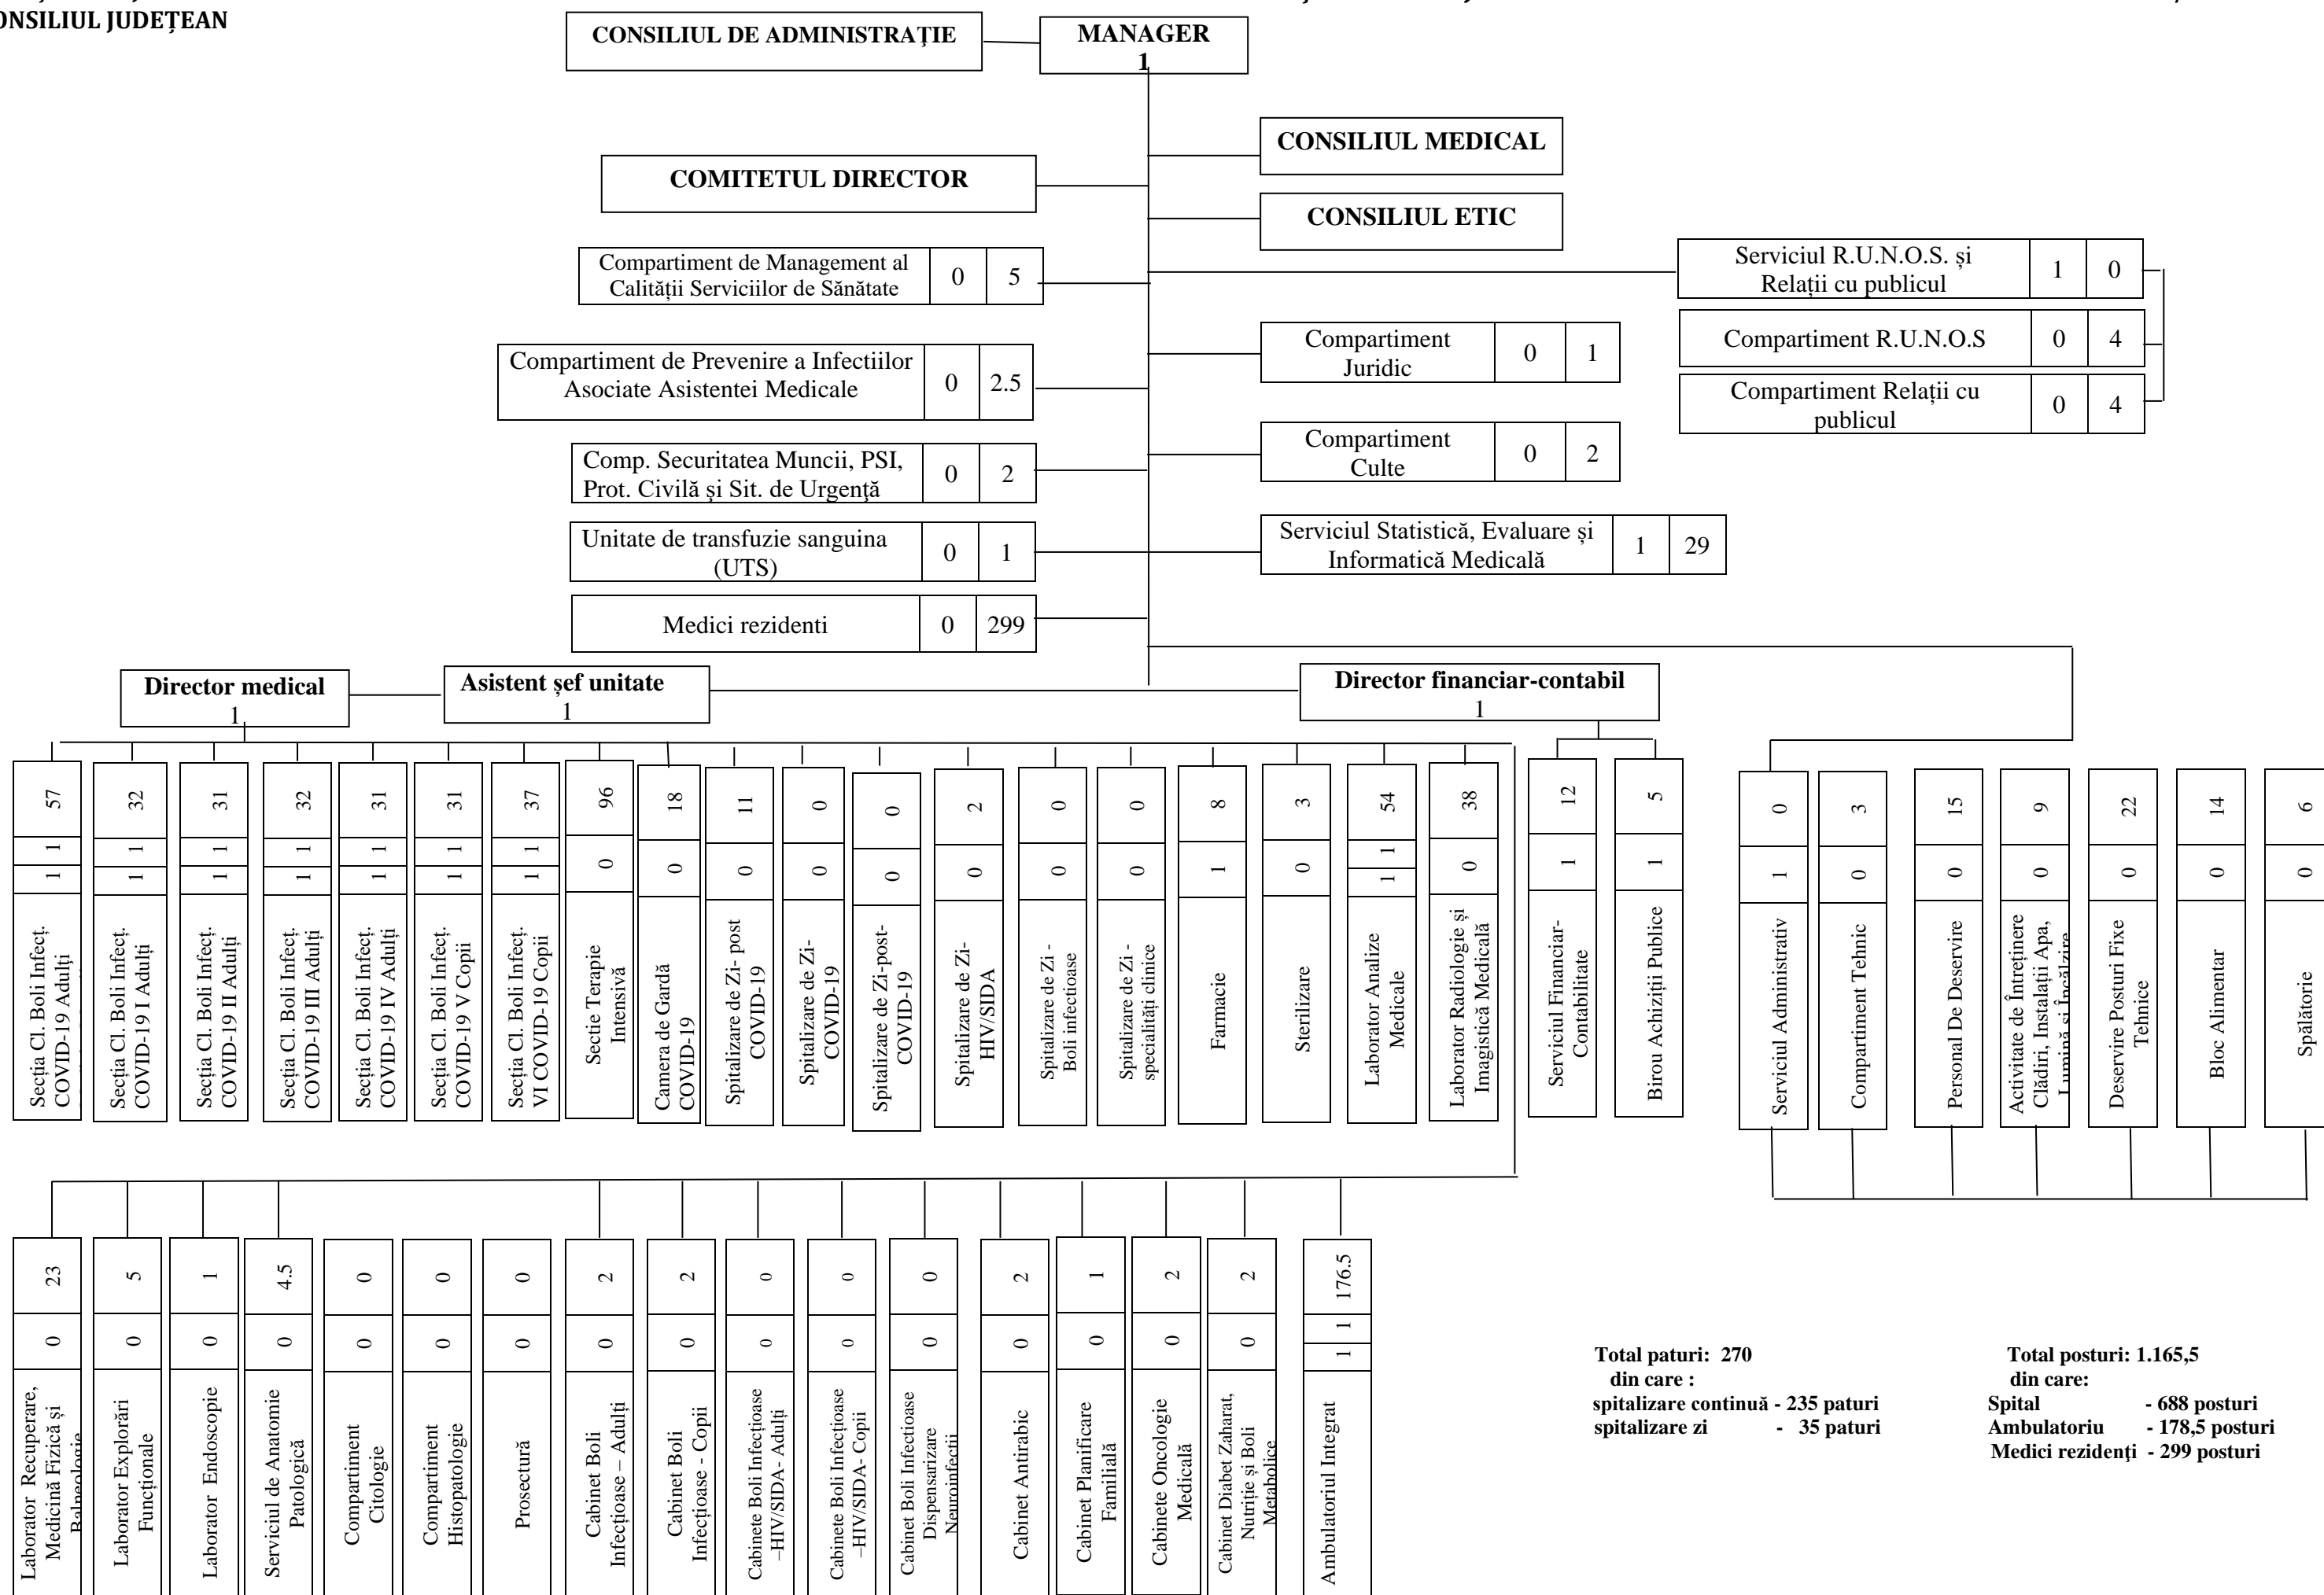 ONSILIUL JUDEȚEAN
CONSILIUL DE ADMINISTRAŢIE
MANAGER
1
CONSILIUL MEDICAL
COMITETUL DIRECTOR
CONSILIUL ETIC
Compartiment de Management al
Calității Serviciilor de Sănătate
0
5
Serviciul R.U.N.O.S. și
Relații cu publicul
1
0
Compartiment R.U.N.O.S
0
4
Compartiment Relații cu
publicul
0
4
Compartiment de Prevenire a Infectiilor
Asociate Asistentei Medicale
0
2.5
Compartiment
Juridic
0
1
Comp. Securitatea Muncii, PSI,
Prot. Civilă şi Sit. de Urgenţă
0
2
Compartiment
Culte
0
2
Unitate de transfuzie sanguina
(UTS)
0
1
Serviciul Statistică, Evaluare și
Informatică Medicală
1
29
Medici rezidenti
0
299
Director medical
1
Asistent șef unitate
1
Director financiar-contabil
1
57
1
1
Secția Cl. Boli Infecț.
COVID-19 Adulți
32
1
1
Secția Cl. Boli Infecț.
COVID-19 I Adulți
31
1
1
Secția Cl. Boli Infecț.
COVID-19 II Adulți
32
1
1
Secția Cl. Boli Infecț.
COVID-19 III Adulți
31
1
1
Secția Cl. Boli Infecț.
COVID-19 IV Adulți
31
1
1
Secția Cl. Boli Infecț.
COVID-19 V Copii
37
1
1
Secția Cl. Boli Infecț.
VI COVID-19 Copii
96
0
Sectie Terapie
Intensivă
18
0
Camera de Gardă
COVID-19
11
0
Spitalizare de Zi- post
COVID-19
0
0
Spitalizare de Zi-
COVID-19
0
0
Spitalizare de Zi-post-
COVID-19
2
0
Spitalizare de Zi-
HIV/SIDA
0
0
Spitalizare de Zi -
Boli infectioase
0
0
Spitalizare de Zi -
specialități clinice
8
1
Farmacie
3
0
Sterilizare
54
1
1
Laborator Analize
Medicale
38
0
Laborator Radiologie și
Imagistică Medicală
12
1
Serviciul Financiar-
Contabilitate
5
1
Birou Achiziții Publice
0
1
Serviciul Administrativ
3
0
Compartiment Tehnic
15
0
Personal De Deservire
9
0
Activitate de Întreținere
Clădiri, Instalații Apa,
Lumină și Încălzire
22
0
Deservire Posturi Fixe
Tehnice
14
0
Bloc Alimentar
6
0
Spălătorie
23
0
Laborator Recuperare,
Medicină Fizică și
Balneologie
5
0
Laborator Explorări
Funcționale
1
0
Laborator Endoscopie
4.5
0
Serviciul de Anatomie
Patologică
0
0
Compartiment
Citologie
0
0
Compartiment
Histopatologie
0
0
Prosectură
2
0
Cabinet Boli
Infecțioase – Adulți
2
0
Cabinet Boli
Infecțioase - Copii
0
0
Cabinete Boli Infecțioase
–HIV/SIDA- Adulți
0
0
Cabinete Boli Infecțioase
–HIV/SIDA- Copii
0
0
Cabinet Boli Infectioase
Dispensarizare
Neuroinfectii
2
0
Cabinet Antirabic
1
0
Cabinet Planificare
Familială
2
0
Cabinete Oncologie
Medicală
2
0
Cabinet Diabet Zaharat,
Nutriție și Boli
Metabolice
176.5
1
1
Ambulatoriul Integrat
Total paturi: 270
din care :
spitalizare continuă - 235 paturi
spitalizare zi - 35 paturi
Total posturi: 1.165,5
din care:
Spital - 688 posturi
Ambulatoriu - 178,5 posturi
Medici rezidenţi - 299 posturi